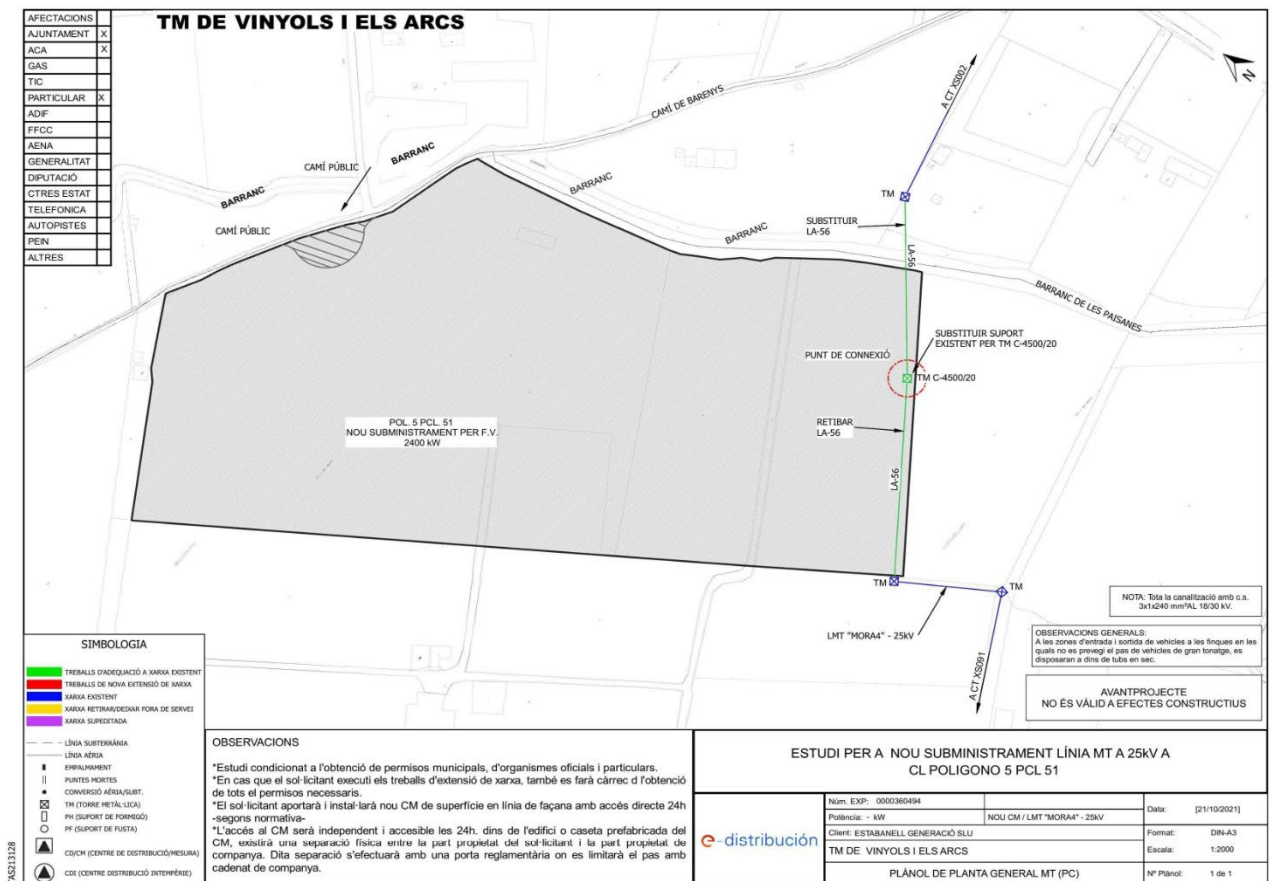 TM DE VINYOLS I ELS ARCS
AFECTACIONS
AJUNTAMENT X
ACA X
GAS
TIC
PARTICULAR X
ADIF
FFCC
AENA
GENERALITAT
DIPUTACIÓ
CTRES ESTAT
TELEFONICA
AUTOPISTES
PEIN
ALTRES
N
A CT XS002
CAMÍ DE BARENYS
BARRANC
CAMÍ PÚBLIC
BARRANC
BARRANC
CAMÍ PÚBLIC
BARRANC
TM
SUBSTITUIR
LA-56
LA-56
BARRANC DE LES PAISANES
SUBSTITUIR SUPORT
EXISTENT PER TM C-4500/20
PUNT DE CONNEXIÓ
TM C-4500/20
POL. 5 PCL. 51
NOU SUBMINISTRAMENT PER F.V.
2400 kW
RETIBAR
LA-56
LA-56
TM
TM
LMT "MORA4" - 25kV
A CT XS091
NOTA: Tota la canalització amb c.s.
3x1x240 mm²AL 18/30 kV.
OBSERVACIONS GENERALS:
A les zones d'entrada i sortida de vehicles a les finques en les
quals no es prevegi el pas de vehicles de gran tonatge, es
disposaran a dins de tubs en sec.
AVANTPROJECTE
NO ÉS VÀLID A EFECTES CONSTRUCTIUS
SIMBOLOGIA
TREBALLS D'ADEQUACIÓ A XARXA EXISTENT
TREBALLS DE NOVA EXTENSIÓ DE XARXA
XARXA EXISTENT
XARXA RETIRAR/DEIXAR FORA DE SERVEI
XARXA SUPEDITADA
LÍNIA SUBTERRÀNIA
LÍNIA AÈRIA
EMPALMAMENT
PUNTES MORTES
CONVERSIÓ AÈRIA/SUBT.
TM (TORRE METÀL·LICA)
PH (SUPORT DE FORMIGÓ)
PF (SUPORT DE FUSTA)
CD/CM (CENTRE DE DISTRIBUCIÓ/MESURA)
CDI (CENTRE DISTRIBUCIÓ INTEMPÈRIE)
OBSERVACIONS
*Estudi condicionat a l'obtenció de permisos municipals, d'organismes oficials i particulars.
*En cas que el sol·licitant executi els treballs d'extensió de xarxa, també es farà càrrec d'l'obtenció
de tots el permisos necessaris.
*El sol·licitant aportarà i instal·larà nou CM de superfície en línia de façana amb accés directe 24h
-segons normativa-
*L'accés al CM serà independent i accesible les 24h. dins de l'edifici o caseta prefabricada del
CM, existirà una separació física entre la part propietat del sol·licitant i la part propietat de
companya. Dita separació s'efectuarà amb una porta reglamentària on es limitarà el pas amb
cadenat de companya.
ESTUDI PER A NOU SUBMINISTRAMENT LÍNIA MT A 25kV A
CL POLIGONO 5 PCL 51
e-distribución
Núm. EXP: 0000360494
Potència: - kW NOU CM / LMT "MORA4" - 25kV
Client: ESTABANELL GENERACIÓ SLU
TM DE VINYOLS I ELS ARCS
PLÀNOL DE PLANTA GENERAL MT (PC)
Data: [21/10/2021]
Format: DIN-A3
Escala: 1:2000
Nº Plànol: 1 de 1